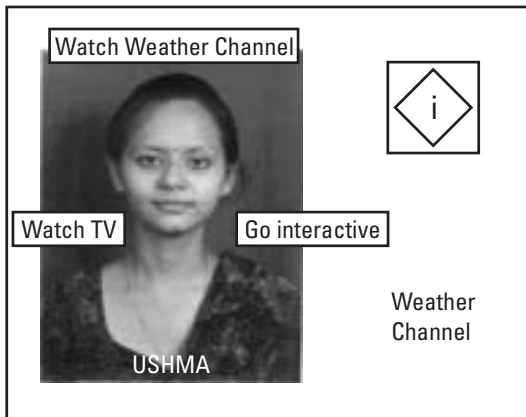 Watch Weather Channel
i
Watch TV
Go interactive
Weather
Channel
USHMA